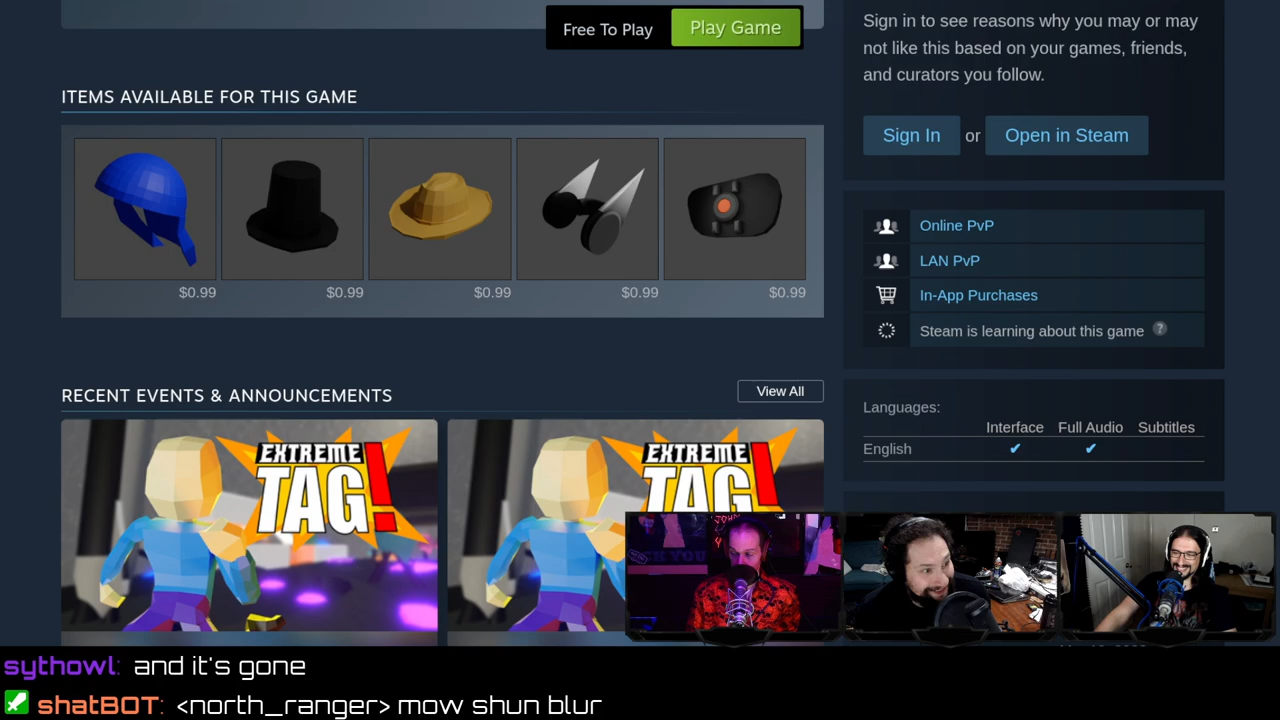 Free To Play
Play Game
ITEMS AVAILABLE FOR THIS GAME
$0.99
$0.99
$0.99
$0.99
$0.99
RECENT EVENTS & ANNOUNCEMENTS
View All
EXTREME
TAG!
EXTREME
TAG!
Sign in to see reasons why you may or may
not like this based on your games, friends,
and curators you follow.
Sign In or Open in Steam
Online PvP
LAN PvP
In-App Purchases
Steam is learning about this game ?
Languages:
Interface Full Audio Subtitles
English ✔ ✔
sythowl: and it's gone
shatBOT: <north_ranger> mow shun blur